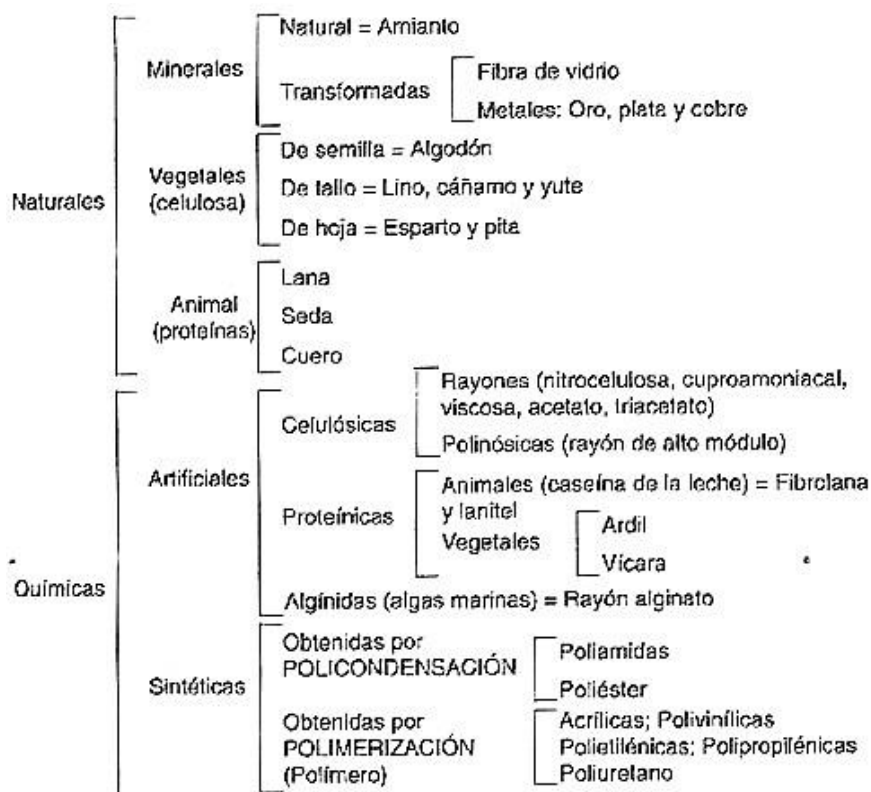 Naturales
Minerales
Natural = Amianto
Transformadas
Fibra de vidrio
Metales: Oro, plata y cobre
Vegetales
(celulosa)
De semilla = Algodón
De tallo = Lino, cáñamo y yute
De hoja = Esparto y pita
Animal
(proteínas)
Lana
Seda
Cuero
Químicas
Artificiales
Celulósicas
Rayones (nitrocelulosa, cuproamoniacal,
viscosa, acetato, triacetato)
Polinósicas (rayón de alto módulo)
Proteínicas
Animales (caseína de la leche) = Fibrolana
y lanitel
Vegetales
Ardil
Vícara
Algínidas (algas marinas) = Rayón alginato
Sintéticas
Obtenidas por
POLICONDENSACIÓN
Poliamidas
Poliéster
Obtenidas por
POLIMERIZACIÓN
(Polímero)
Acrílicas; Polivinílicas
Polietilénicas; Polipropilénicas
Poliuretano